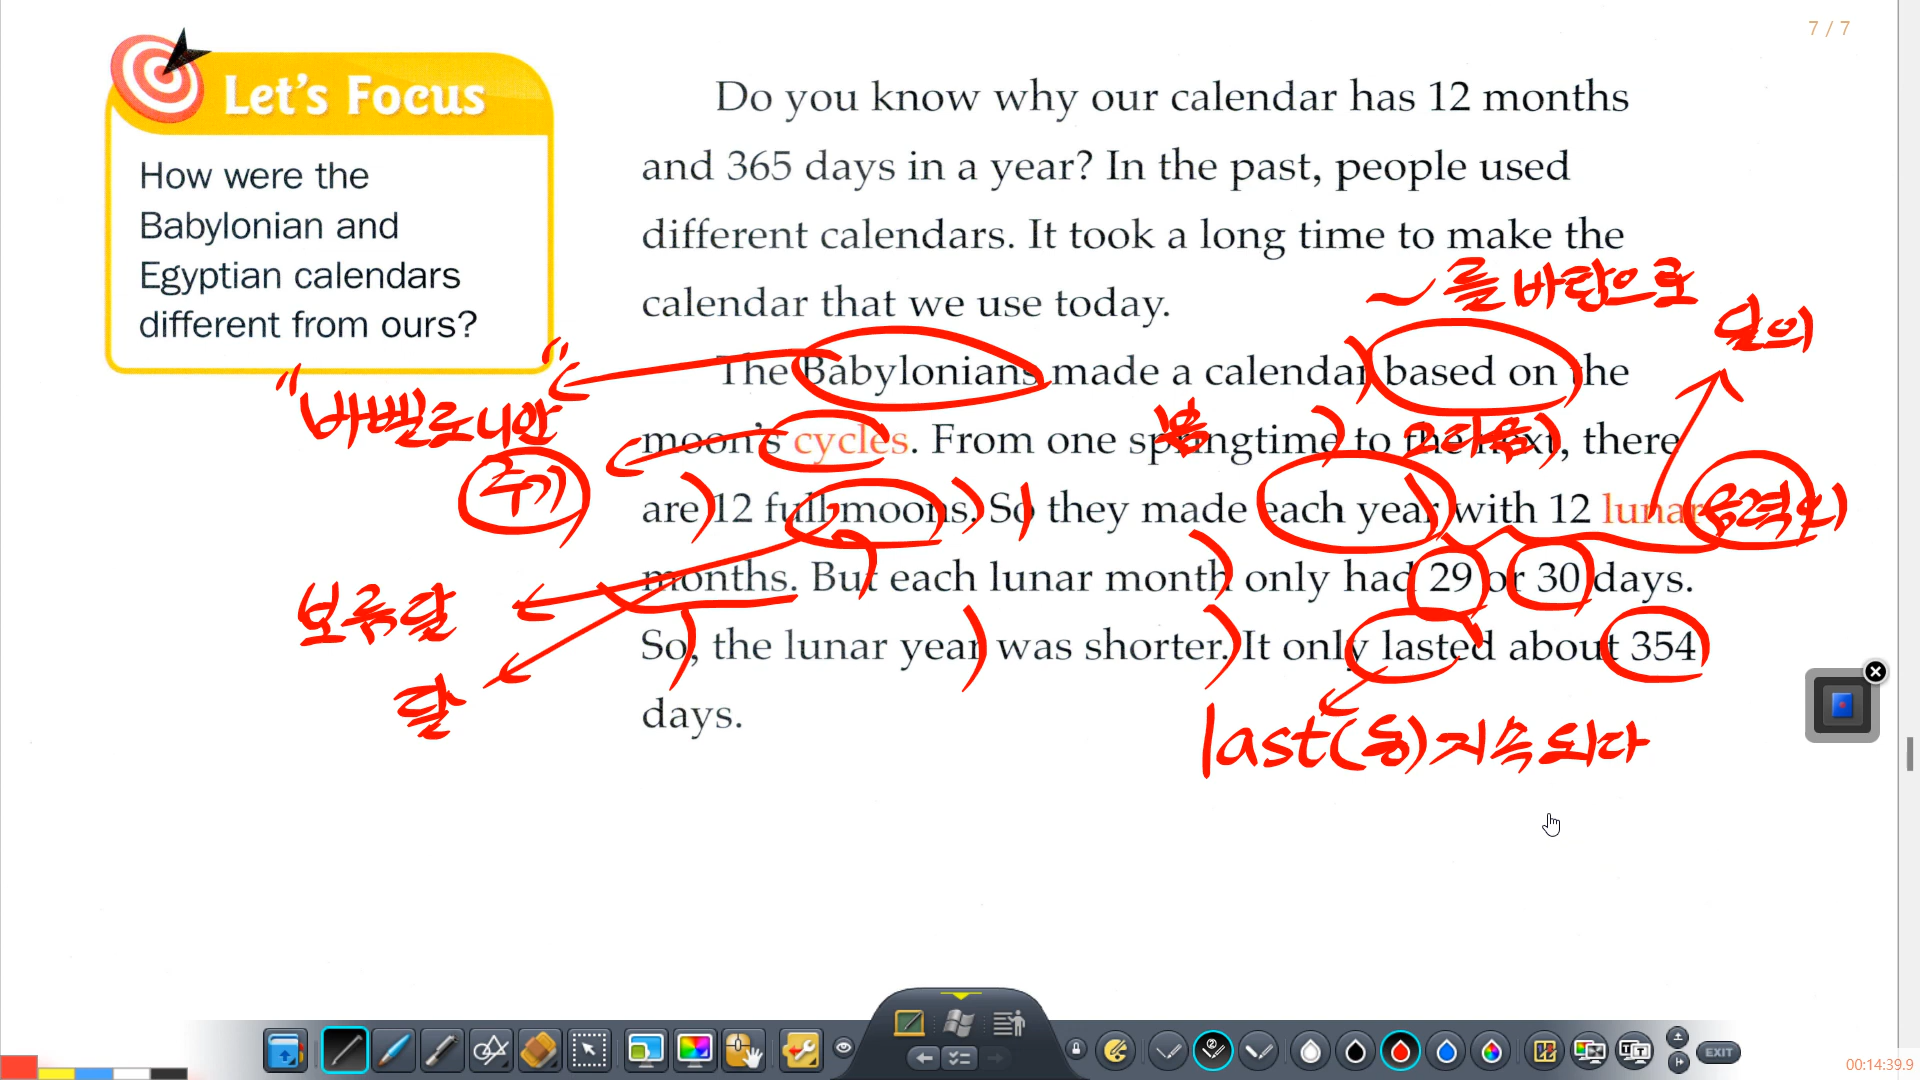 7 / 7
Let's Focus
How were the
Babylonian and
Egyptian calendars
different from ours?
Do you know why our calendar has 12 months
and 365 days in a year? In the past, people used
different calendars. It took a long time to make the
calendar that we use today.
~를 바탕으로
달의
The Babylonians made a calendar based on the
"바벨로니안"
moon's cycles. From one springtime to the next, there
봄
그다음
주기
are 12 full moons. So they made each year with 12 lunar
음력의
months. But each lunar month only had 29 or 30 days.
보름달
So, the lunar year was shorter. It only lasted about 354
달
days.
last(동)지속되다
EXIT
00:14:39.9